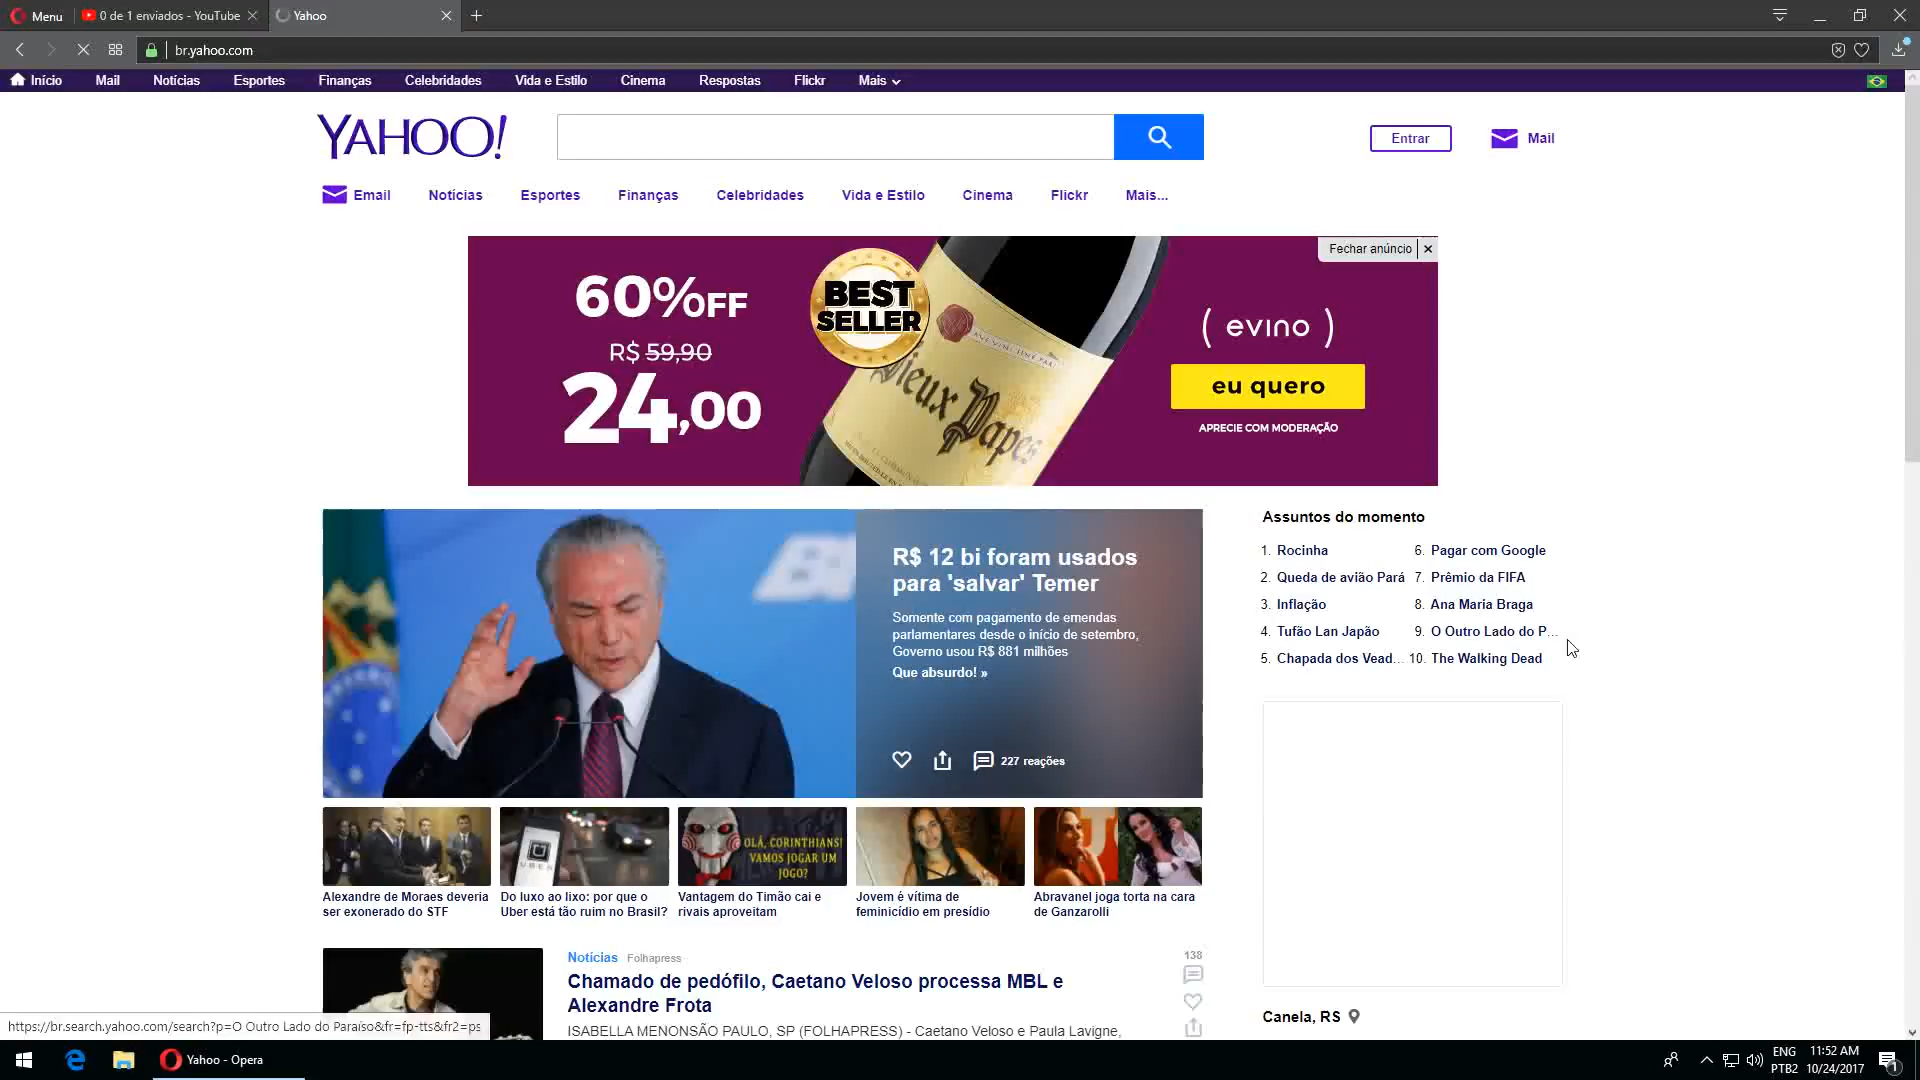 Menu
0 de 1 enviados - YouTube
Yahoo
br.yahoo.com
Início Mail Notícias Esportes Finanças Celebridades Vida e Estilo Cinema Respostas Flickr Mais
YAHOO!
Entrar
Mail
Email Notícias Esportes Finanças Celebridades Vida e Estilo Cinema Flickr Mais...
Fechar anúncio
60%OFF
R$ 59,90
24,00
BEST
SELLER
Vieux Papes
( evino )
eu quero
APRECIE COM MODERAÇÃO
R$ 12 bi foram usados
para 'salvar' Temer
Somente com pagamento de emendas
parlamentares desde o início de setembro,
Governo usou R$ 881 milhões
Que absurdo! »
227 reações
Assuntos do momento
1. Rocinha
2. Queda de avião Pará
3. Inflação
4. Tufão Lan Japão
5. Chapada dos Vead...
6. Pagar com Google
7. Prêmio da FIFA
8. Ana Maria Braga
9. O Outro Lado do P...
10. The Walking Dead
UBER
OLÁ, CORINTHIANS!
VAMOS JOGAR UM
JOGO?
Alexandre de Moraes deveria
ser exonerado do STF
Do luxo ao lixo: por que o
Uber está tão ruim no Brasil?
Vantagem do Timão cai e
rivais aproveitam
Jovem é vítima de
feminicídio em presídio
Abravanel joga torta na cara
de Ganzarolli
Notícias Folhapress
Chamado de pedófilo, Caetano Veloso processa MBL e
Alexandre Frota
ISABELLA MENONSÃO PAULO, SP (FOLHAPRESS) - Caetano Veloso e Paula Lavigne,
138
Canela, RS
https://br.search.yahoo.com/search?p=O Outro Lado do Paraíso&fr=fp-tts&fr2=ps
Yahoo - Opera
ENG
PTB2
11:52 AM
10/24/2017
1